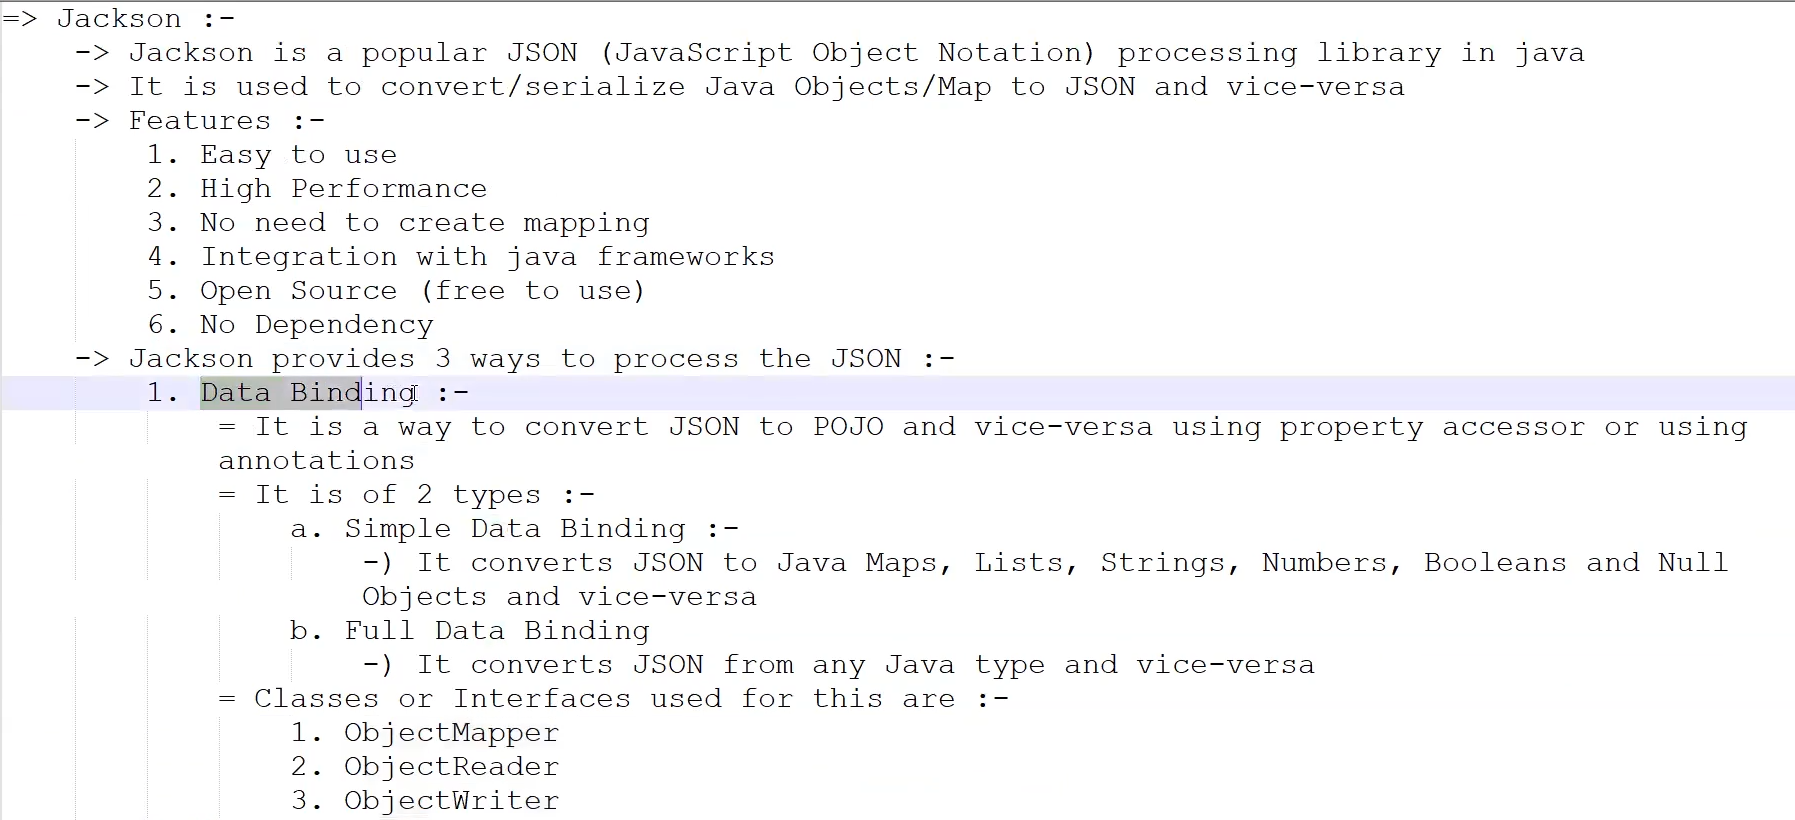 => Jackson :-
-> Jackson is a popular JSON (JavaScript Object Notation) processing library in java
-> It is used to convert/serialize Java Objects/Map to JSON and vice-versa
-> Features :-
1. Easy to use
2. High Performance
3. No need to create mapping
4. Integration with java frameworks
5. Open Source (free to use)
6. No Dependency
-> Jackson provides 3 ways to process the JSON :-
1. Data Binding :-
= It is a way to convert JSON to POJO and vice-versa using property accessor or using
annotations
= It is of 2 types :-
a. Simple Data Binding :-
-) It converts JSON to Java Maps, Lists, Strings, Numbers, Booleans and Null
Objects and vice-versa
b. Full Data Binding
-) It converts JSON from any Java type and vice-versa
= Classes or Interfaces used for this are :-
1. ObjectMapper
2. ObjectReader
3. ObjectWriter